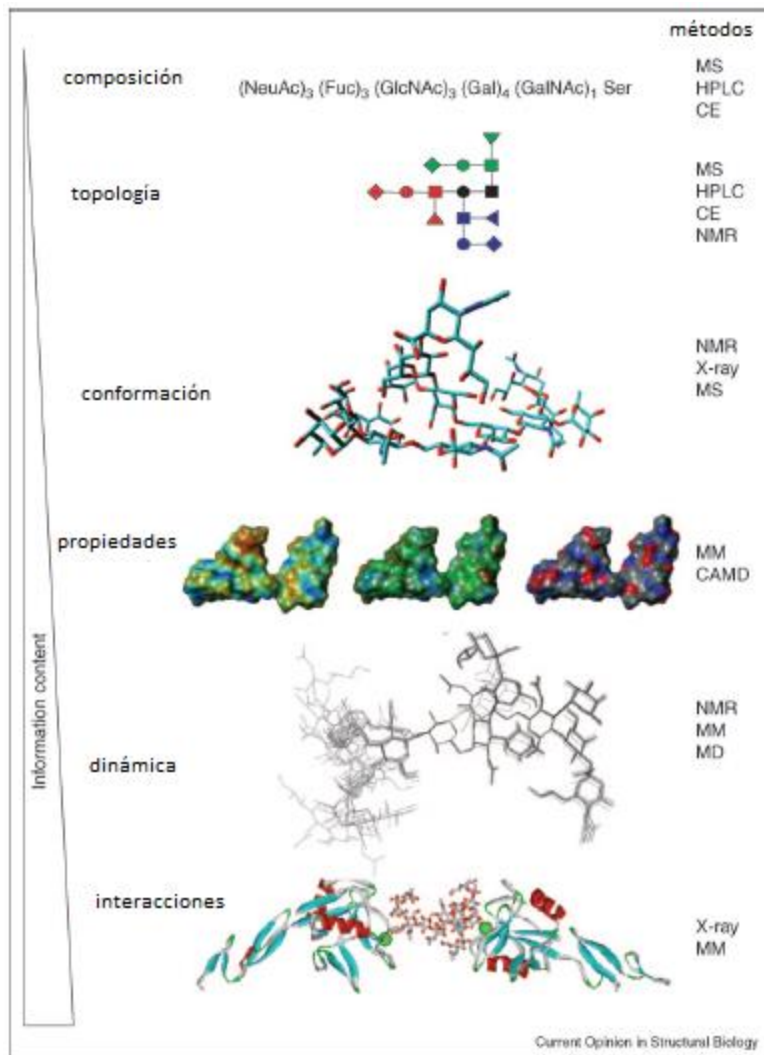 métodos
composición
(NeuAc)₃ (Fuc)₃ (GlcNAc)₃ (Gal)₄ (GalNAc)₁ Ser
MS
HPLC
CE
topología
MS
HPLC
CE
NMR
conformación
NMR
X-ray
MS
propiedades
MM
CAMD
Information content
dinámica
NMR
MM
MD
interacciones
X-ray
MM
Current Opinion in Structural Biology